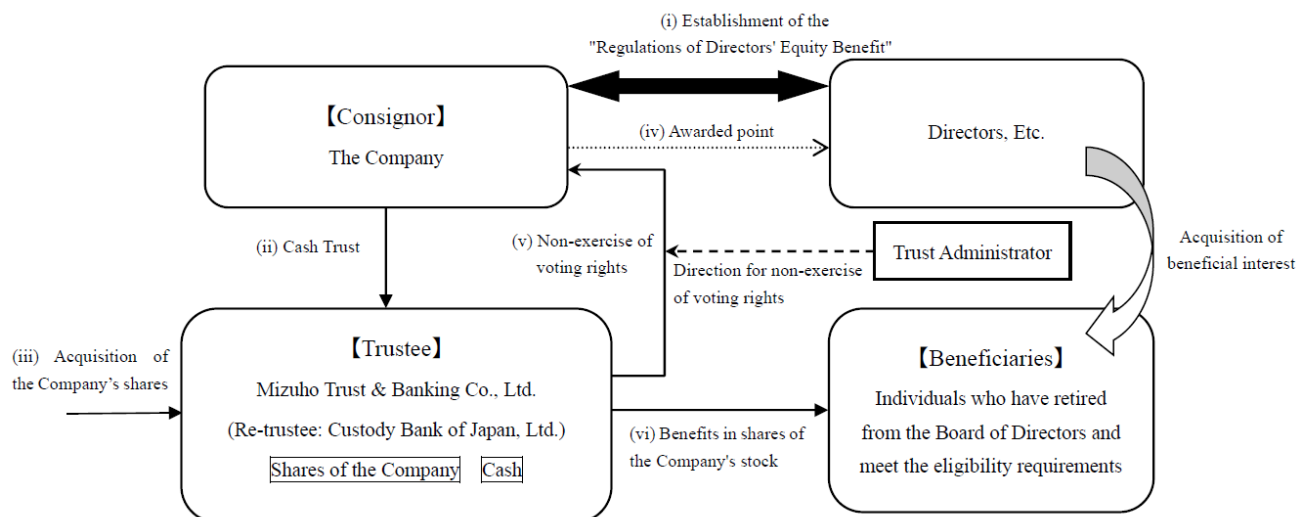 (i) Establishment of the
"Regulations of Directors' Equity Benefit"
【Consignor】
The Company
(iv) Awarded point
Directors, Etc.
(ii) Cash Trust
(v) Non-exercise of
voting rights
Direction for non-exercise
of voting rights
Trust Administrator
Acquisition of
beneficial interest
(iii) Acquisition of
the Company's shares
【Trustee】
Mizuho Trust & Banking Co., Ltd.
(Re-trustee: Custody Bank of Japan, Ltd.)
Shares of the Company Cash
(vi) Benefits in shares of
the Company's stock
【Beneficiaries】
Individuals who have retired
from the Board of Directors and
meet the eligibility requirements